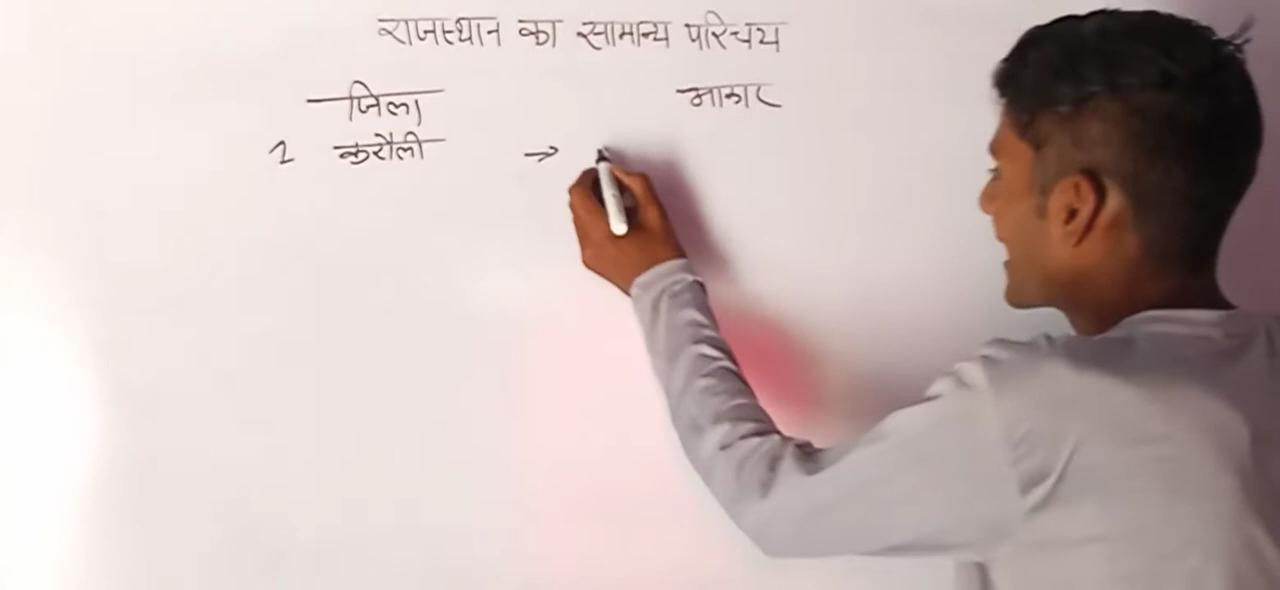 राजस्थान का सामान्य परिचय
जिला आकार
1 करौली →